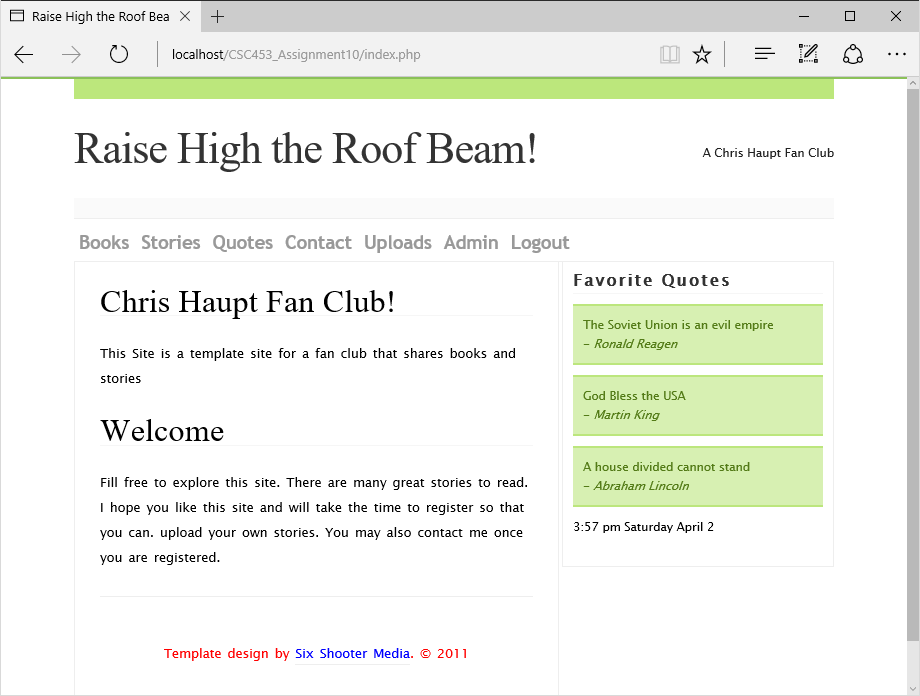 Raise High the Roof Bea
localhost/CSC453_Assignment10/index.php
Raise High the Roof Beam!
A Chris Haupt Fan Club
Books Stories Quotes Contact Uploads Admin Logout
Chris Haupt Fan Club!
This Site is a template site for a fan club that shares books and
stories
Welcome
Fill free to explore this site. There are many great stories to read.
I hope you like this site and will take the time to register so that
you can. upload your own stories. You may also contact me once
you are registered.
Template design by Six Shooter Media. © 2011
Favorite Quotes
The Soviet Union is an evil empire
– Ronald Reagen
God Bless the USA
– Martin King
A house divided cannot stand
– Abraham Lincoln
3:57 pm Saturday April 2